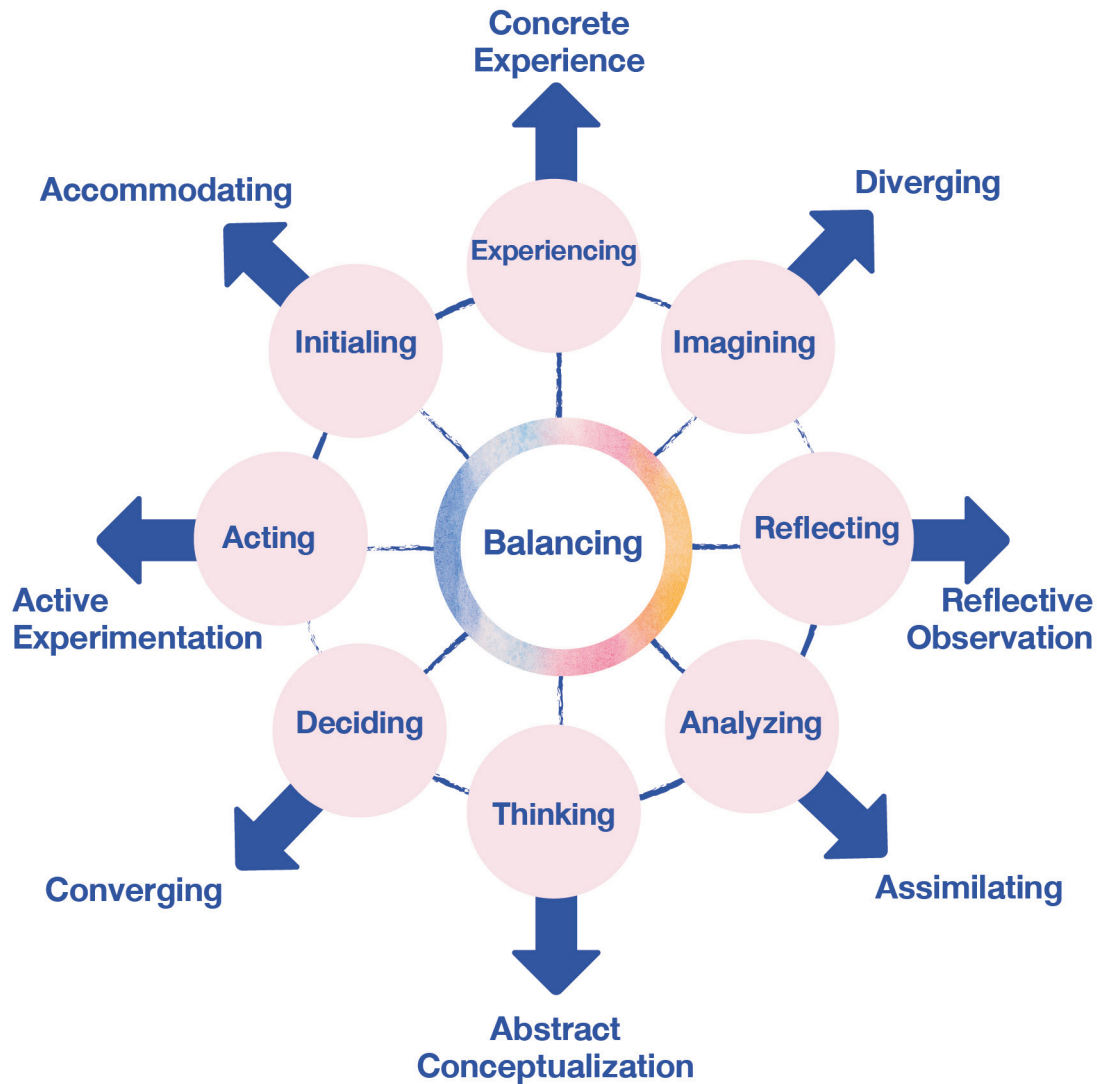 Concrete
Experience
Accommodating
Diverging
Experiencing
Initialing
Imagining
Acting
Balancing
Reflecting
Active
Experimentation
Reflective
Observation
Deciding
Analyzing
Thinking
Converging
Assimilating
Abstract
Conceptualization